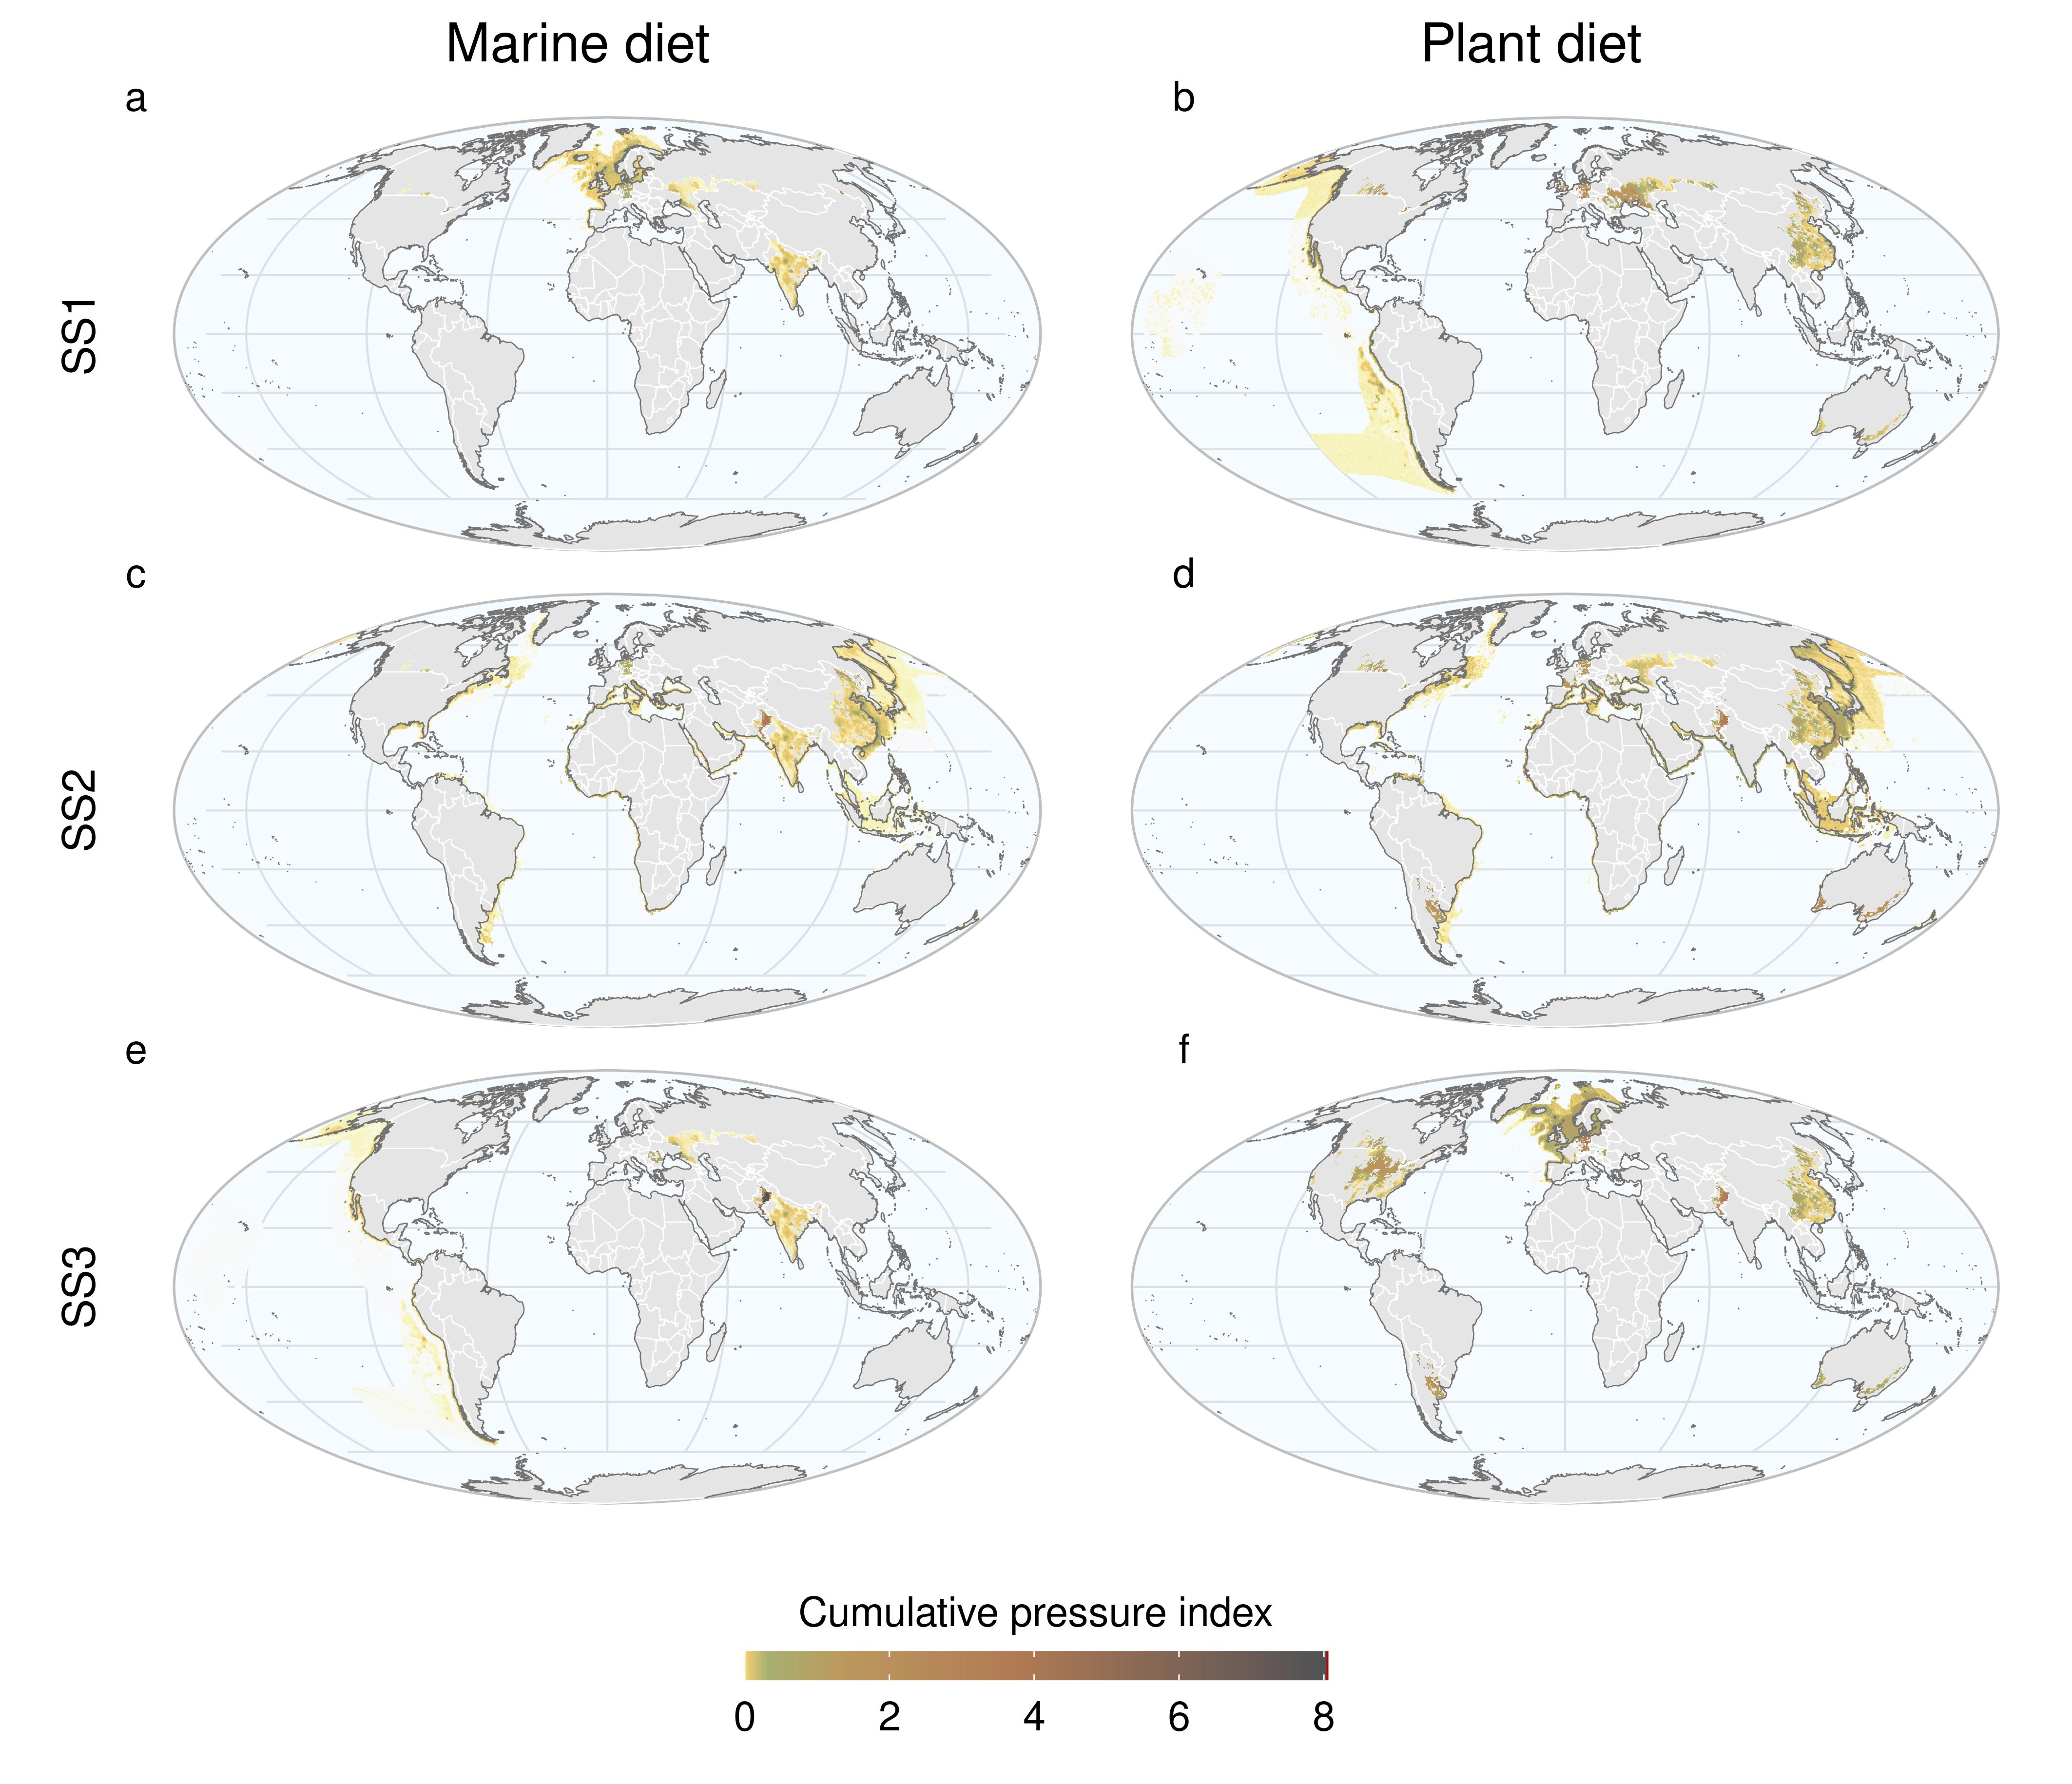 Marine diet Plant diet
a b
SS1
c d
SS2
e f
SS3
Cumulative pressure index
0 2 4 6 8